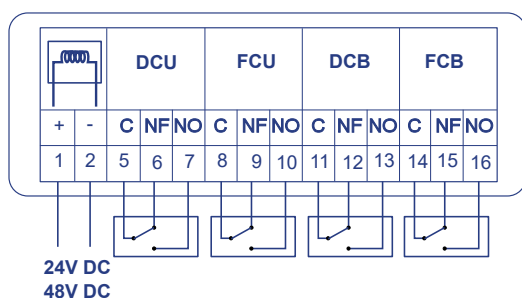 DCU FCU DCB FCB
+ - C NF NO C NF NO C NF NO C NF NO
1 2 5 6 7 8 9 10 11 12 13 14 15 16
24V DC
48V DC